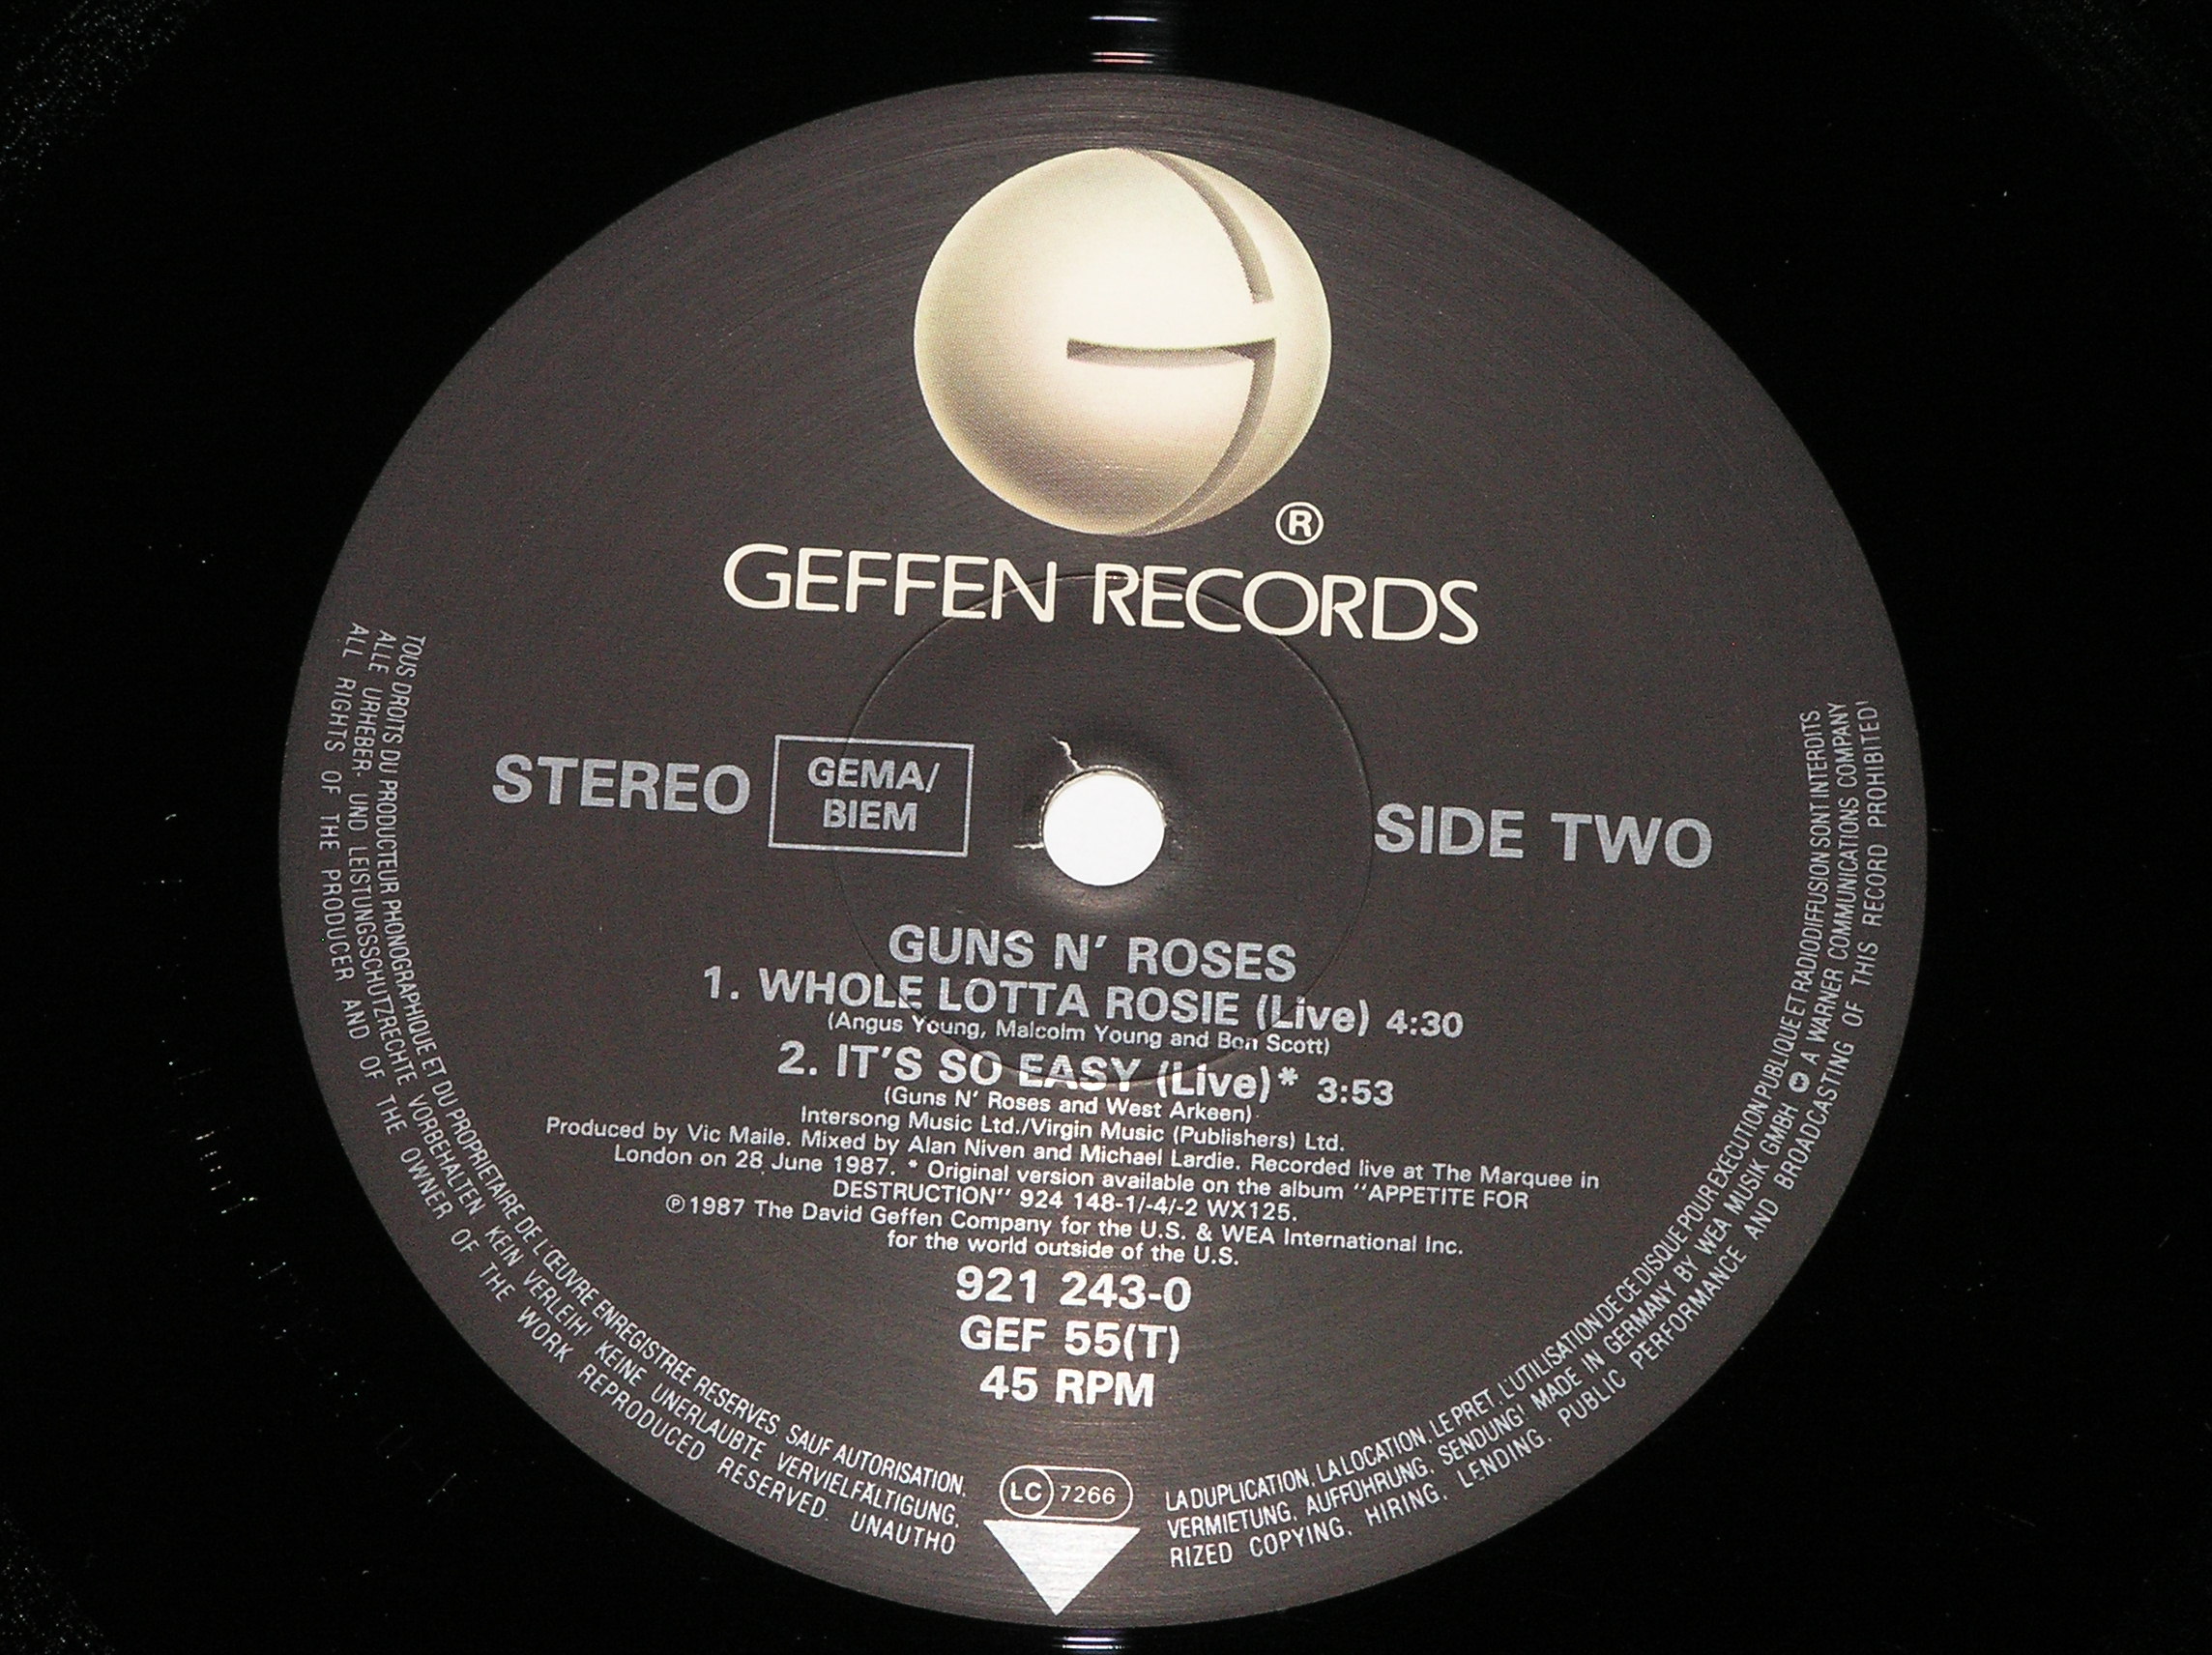 ®
GEFFEN RECORDS
STEREO
GEMA/
BIEM
SIDE TWO
GUNS N' ROSES
1. WHOLE LOTTA ROSIE (Live) 4:30
(Angus Young, Malcolm Young and Bon Scott)
2. IT'S SO EASY (Live)* 3:53
(Guns N' Roses and West Arkeen)
Intersong Music Ltd./Virgin Music (Publishers) Ltd.
Produced by Vic Maile. Mixed by Alan Niven and Michael Lardie. Recorded live at The Marquee in
London on 28 June 1987. * Original version available on the album "APPETITE FOR
DESTRUCTION" 924 148-1/-4/-2 WX125.
℗1987 The David Geffen Company for the U.S. & WEA International Inc.
for the world outside of the U.S.
921 243-0
GEF 55(T)
45 RPM
LC 7266
TOUS DROITS DU PRODUCTEUR PHONOGRAPHIQUE ET DU PROPRIETAIRE DE L'ŒUVRE ENREGISTREE RESERVES. SAUF AUTORISATION, LA DUPLICATION, LA LOCATION, LE PRET, L'UTILISATION DE CE DISQUE POUR EXECUTION PUBLIQUE ET RADIODIFFUSION SONT INTERDITS
ALLE URHEBER- UND LEISTUNGSSCHUTZRECHTE VORBEHALTEN. KEIN VERLEIH! KEINE UNERLAUBTE VERVIELFÄLTIGUNG, VERMIETUNG, AUFFÜHRUNG, SENDUNG! MADE IN GERMANY BY WEA MUSIK GMBH A WARNER COMMUNICATIONS COMPANY
ALL RIGHTS OF THE PRODUCER AND OF THE OWNER OF THE WORK REPRODUCED RESERVED. UNAUTHORIZED COPYING, HIRING, LENDING, PUBLIC PERFORMANCE AND BROADCASTING OF THIS RECORD PROHIBITED!